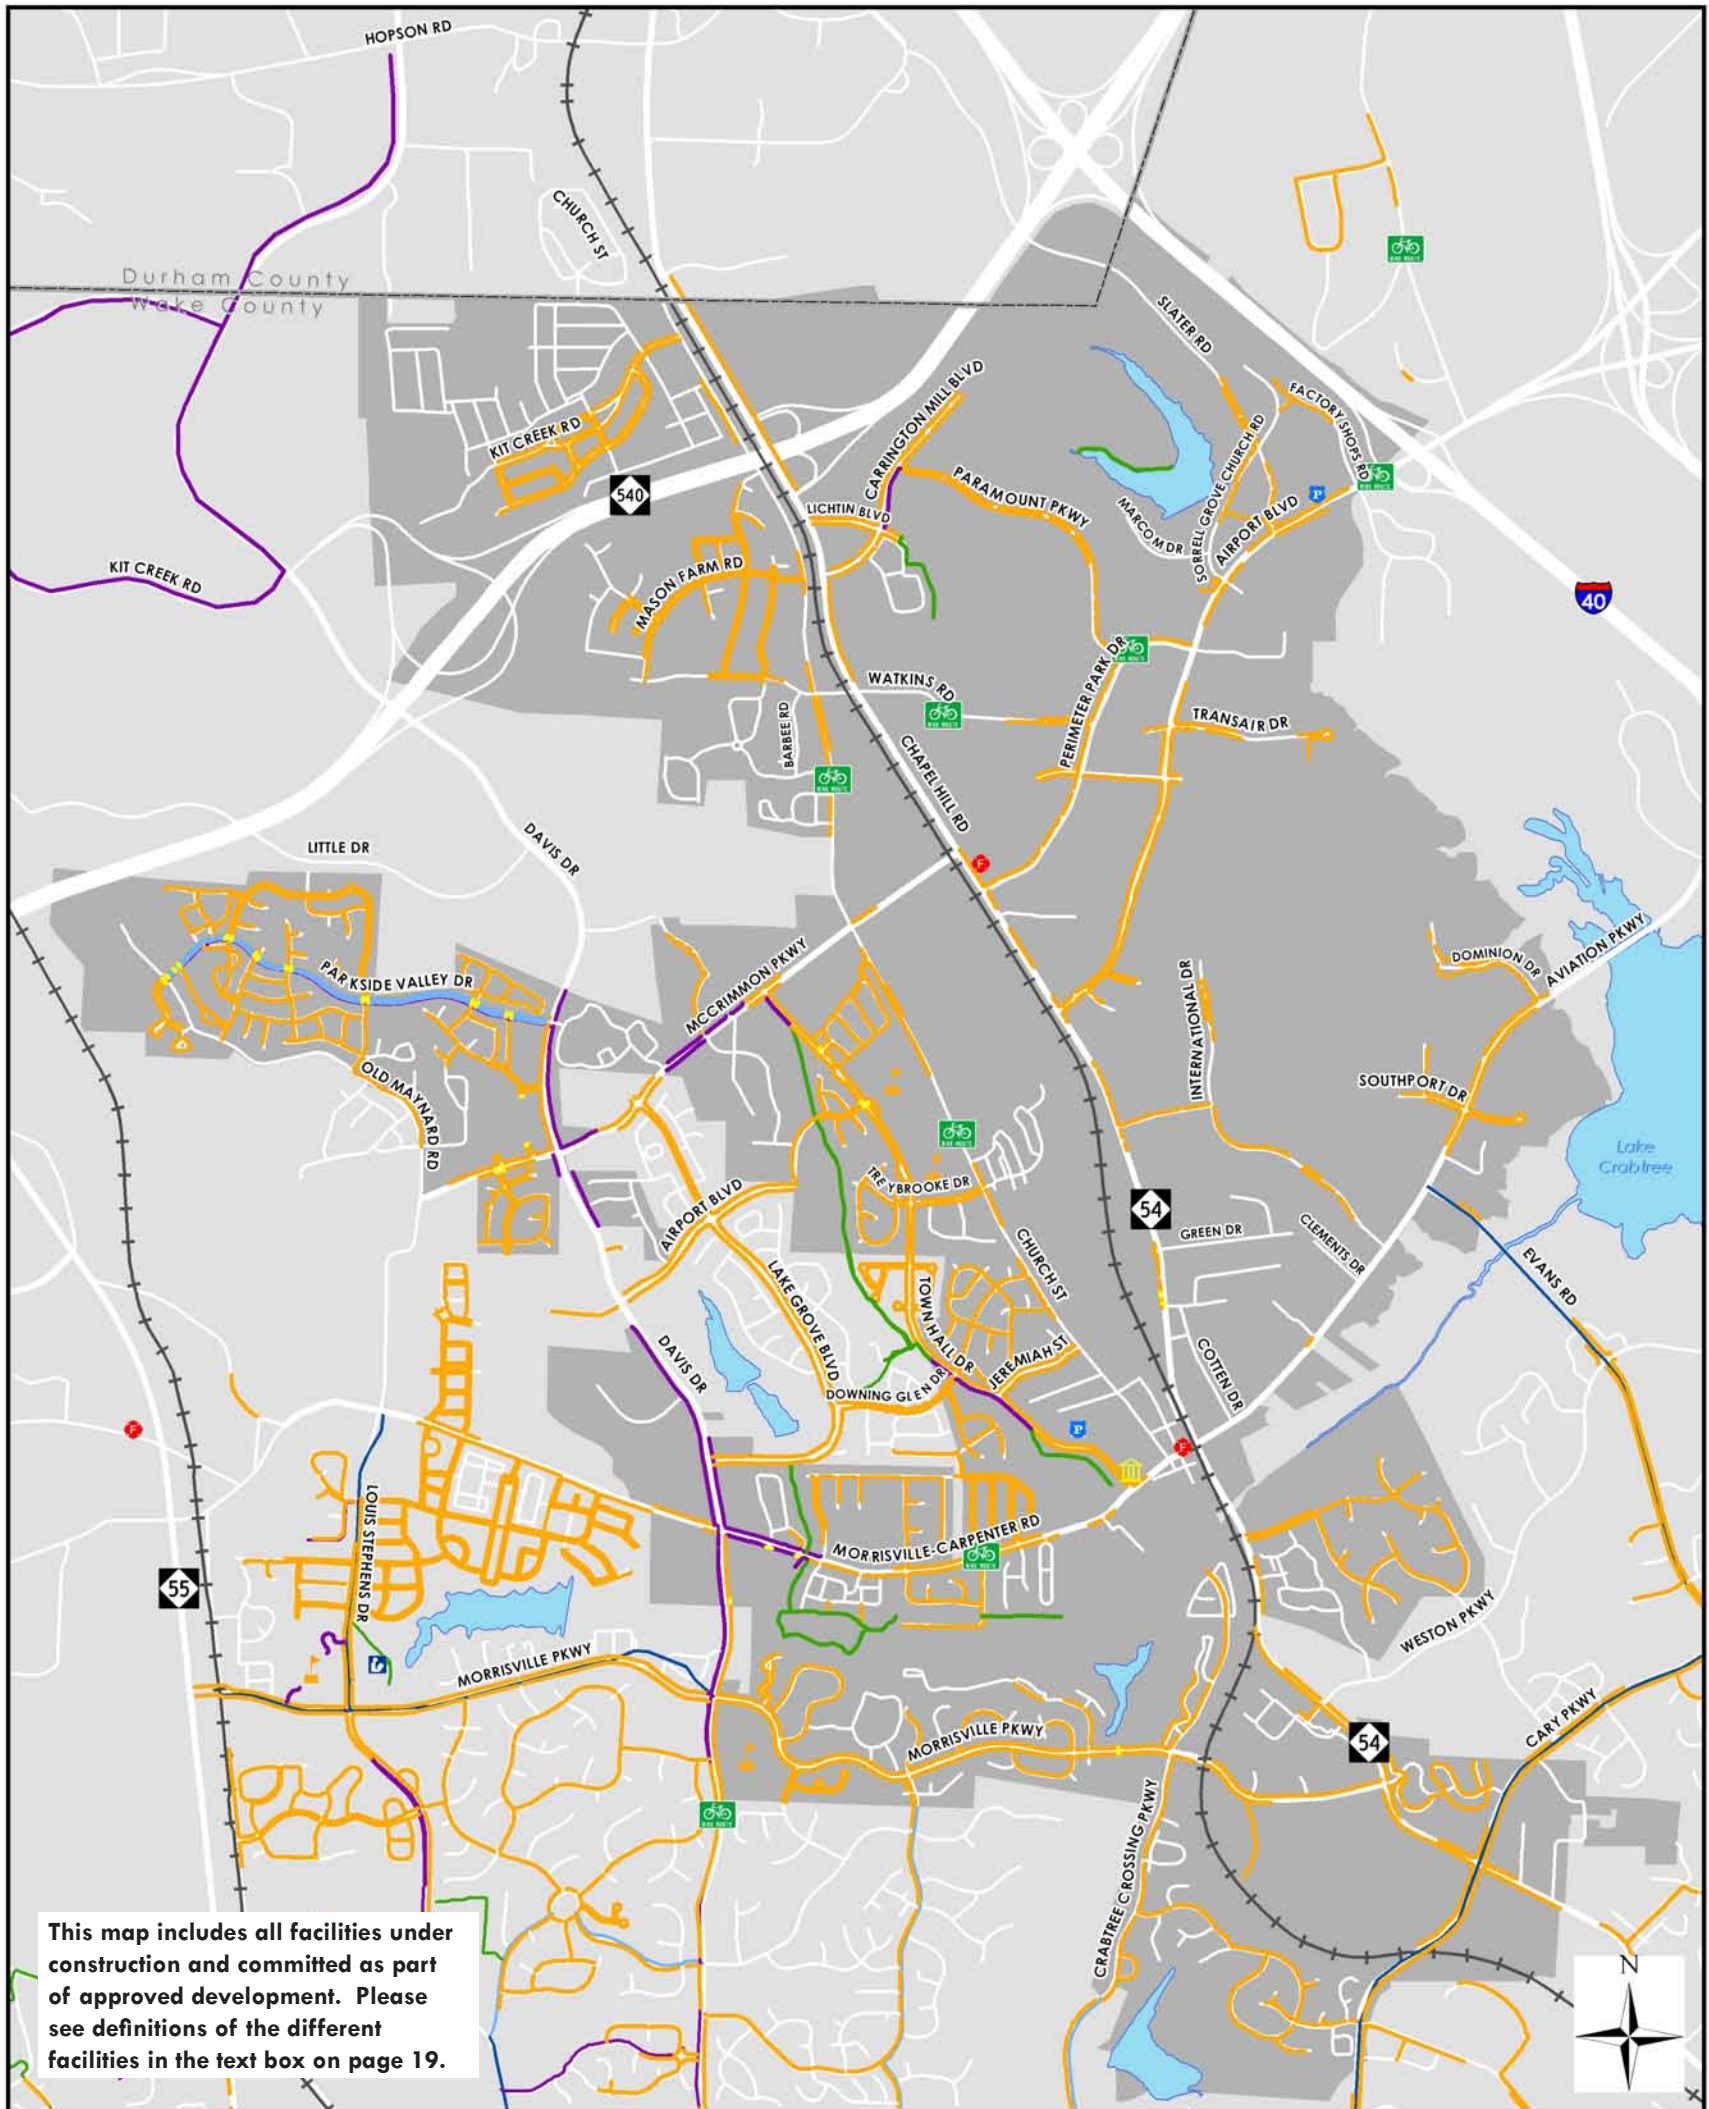 HOPSON RD
CHURCH ST
Durham County
Wake County
SLATER RD
CARRINGTON MILL BLVD
FACTORY SHOPS RD
KIT CREEK RD
540
PARAMOUNT PKWY
SORRELL GROVE CHURCH RD
P
LICHTIN BLVD
MARCOM DR
AIRPORT BLVD
KIT CREEK RD
MASON FARM RD
40
WATKINS RD
PERIMETER PARK DR
BARBEE RD
TRANSAIR DR
CHAPEL HILL RD
LITTLE DR
DAVIS DR
F
PARKSIDE VALLEY DR
MCCRIMMON PKWY
INTERNATIONAL DR
DOMINION DR
AVIATION PKWY
OLD MAYNARD RD
SOUTHPORT DR
Lake
Crabtree
TREYBROOKE DR
AIRPORT BLVD
54
GREEN DR
CLEMENTS DR
CHURCH ST
EVANS RD
LAKE GROVE BLVD
TOWN HALL DR
DAVIS DR
JEREMIAH ST
COTTEN DR
DOWNING GLEN DR
F
P
F
LOUIS STEPHENS DR
MORRISVILLE-CARPENTER RD
55
WESTON PKWY
MORRISVILLE PKWY
MORRISVILLE PKWY
CARY PKWY
54
CRABTREE CROSSING PKWY
This map includes all facilities under
construction and committed as part
of approved development. Please
see definitions of the different
facilities in the text box on page 19.
N